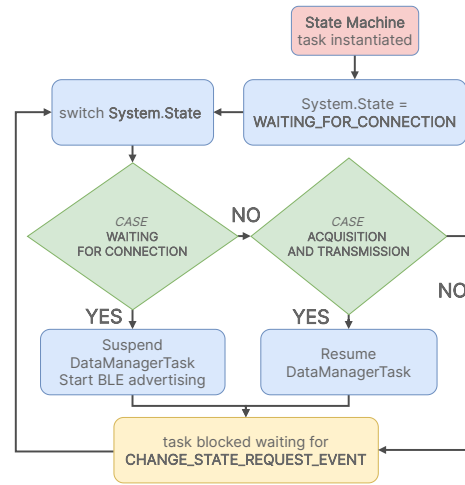 State Machine
task instantiated
System.State =
WAITING_FOR_CONNECTION
switch System.State
CASE
WAITING
FOR CONNECTION
NO
CASE
ACQUISITION
AND TRANSMISSION
NO
YES
YES
Suspend
DataManagerTask
Start BLE advertising
Resume
DataManagerTask
task blocked waiting for
CHANGE_STATE_REQUEST_EVENT